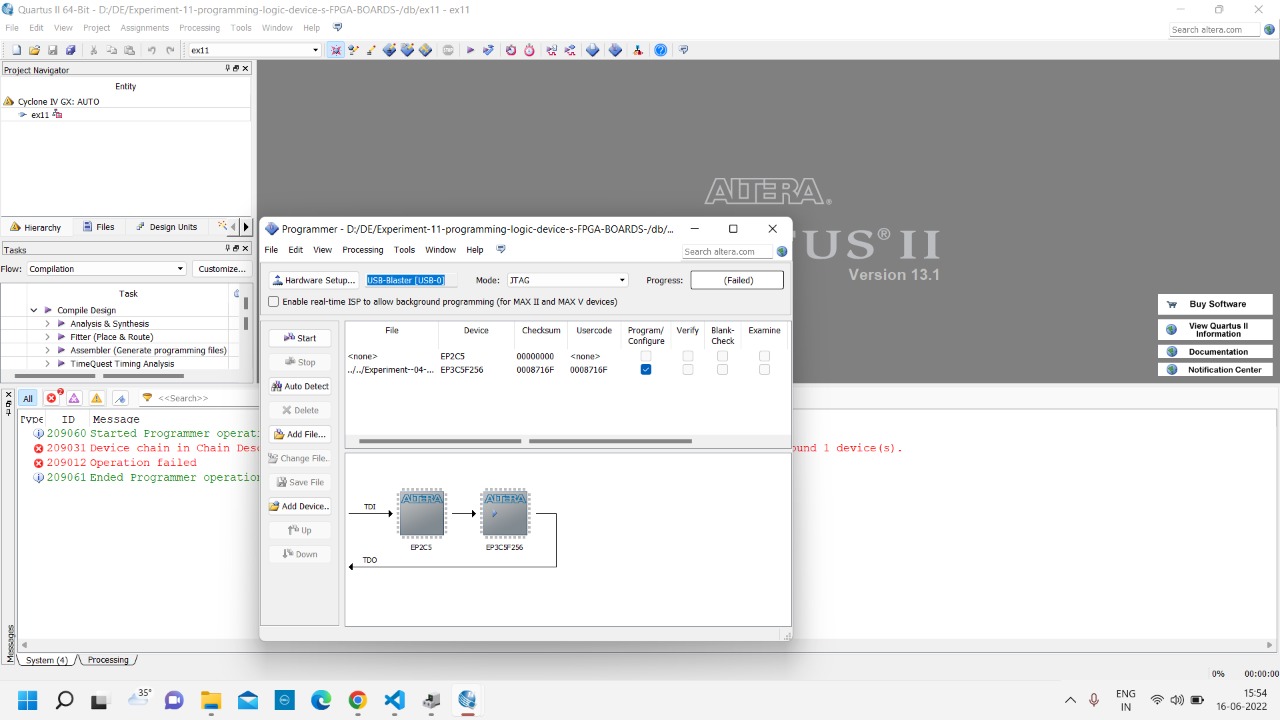 Quartus II 64-Bit - D:/DE/Experiment-11-programming-logic-device-s-FPGA-BOARDS-/db/ex11 - ex11
File Edit View Project Assignments Processing Tools Window Help
Search altera.com
ex11
Project Navigator
Entity
Cyclone IV GX: AUTO
ex11
Hierarchy Files Design Units
Tasks
Flow: Compilation Customize...
Task
Compile Design
Analysis & Synthesis
Fitter (Place & Route)
Assembler (Generate programming files)
TimeQuest Timing Analysis
ALTERA®
US® II
Version 13.1
Buy Software
View Quartus II
Information
Documentation
Notification Center
Programmer - D:/DE/Experiment-11-programming-logic-device-s-FPGA-BOARDS-/db/...
File Edit View Processing Tools Window Help
Search altera.com
Hardware Setup... USB-Blaster [USB-0] Mode: JTAG Progress: (Failed)
Enable real-time ISP to allow background programming (for MAX II and MAX V devices)
Start
Stop
Auto Detect
Delete
Add File...
Change File..
Save File
Add Device..
Up
Down
File Device Checksum Usercode Program/ Verify Blank- Examine
Configure Check
<none> EP2C5 00000000 <none>
../../Experiment--04-... EP3C5F256 0008716F 0008716F
TDI
ALTERA ALTERA
EP2C5 EP3C5F256
TDO
All 2 <<Search>>
Type ID Message
209060 Started Programmer operati
209031 Device chain in Chain Des
und 1 device(s).
209012 Operation failed
209061 Ended Programmer operation
Messages
System (4) Processing
0% 00:00:00
35°
ENG
IN
15:54
16-06-2022